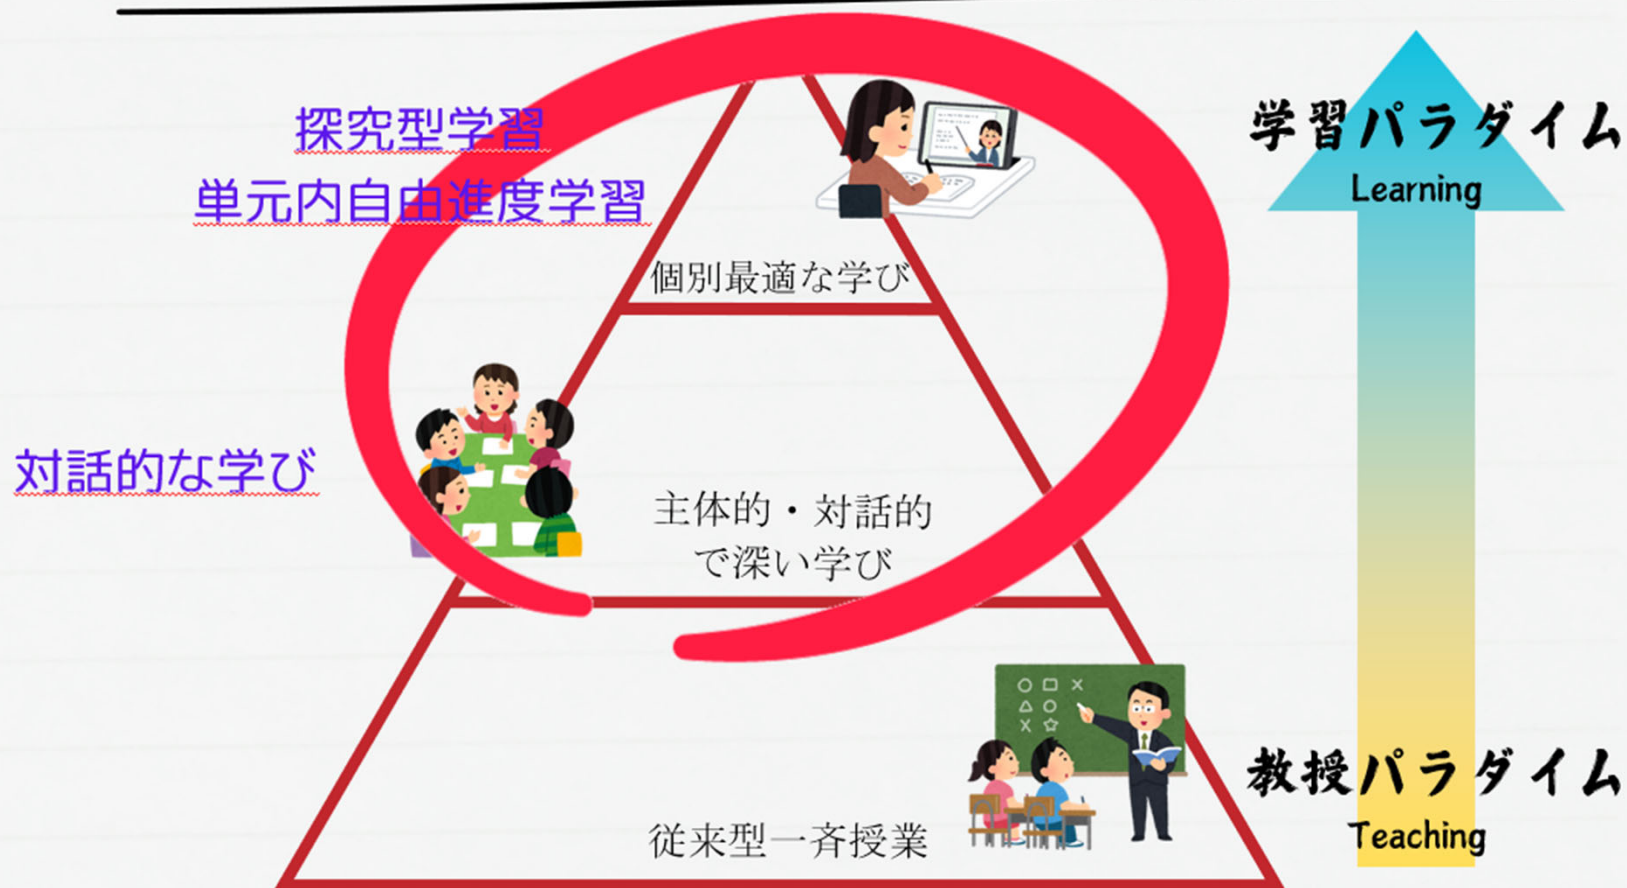 探究型学習
単元内自由進度学習
学習パラダイム
Learning
個別最適な学び
対話的な学び
主体的・対話的
で深い学び
教授パラダイム
Teaching
従来型一斉授業